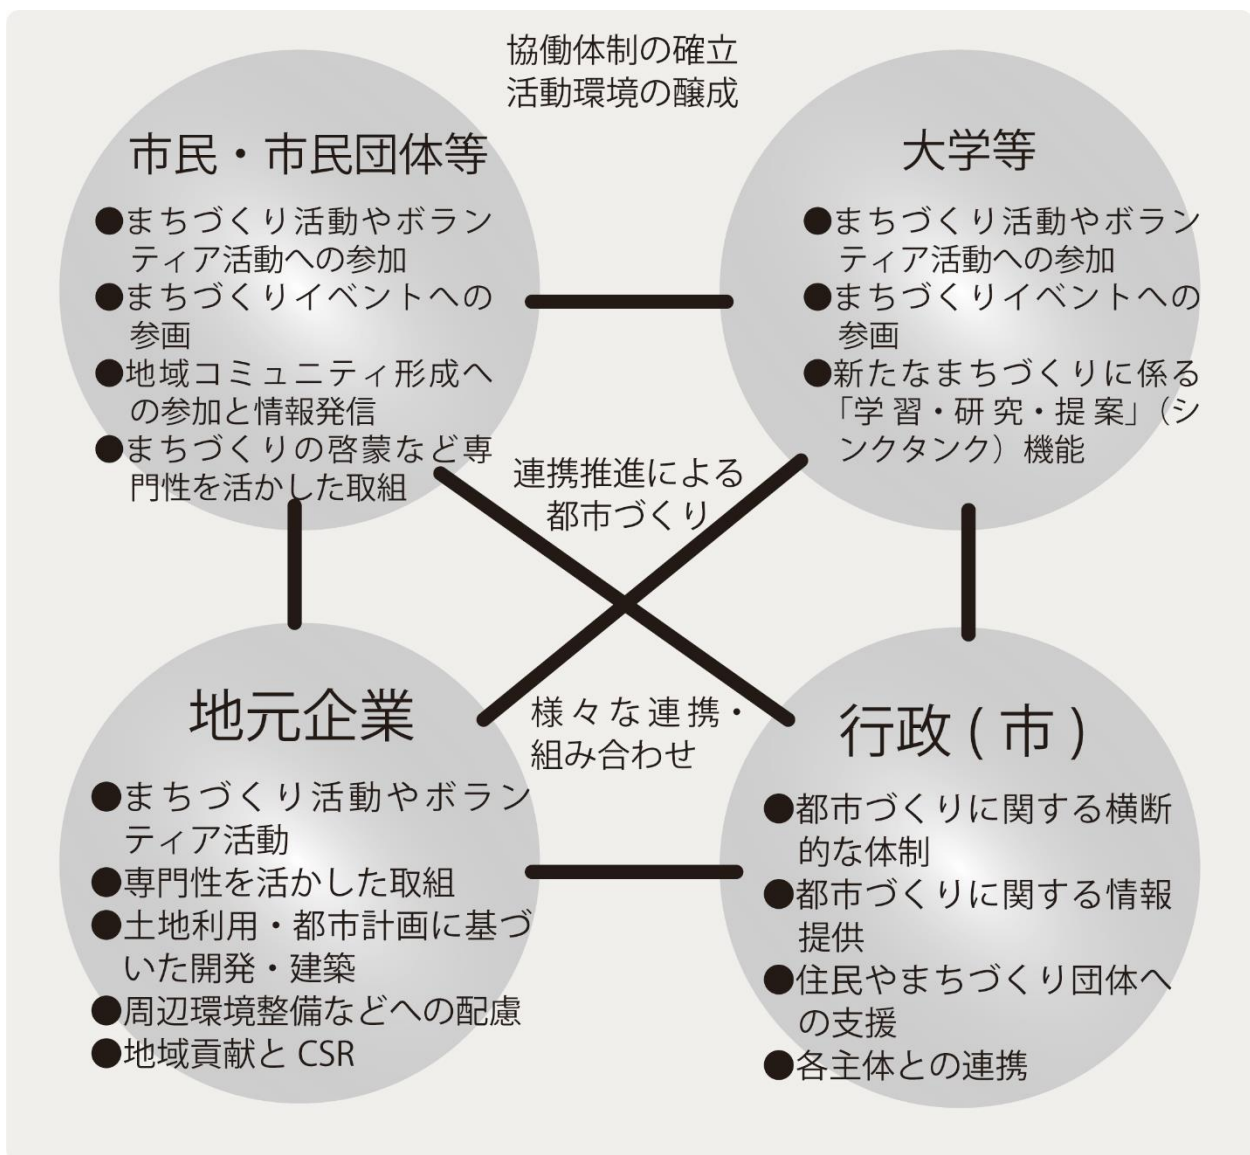 協働体制の確立
活動環境の醸成
市民・市民団体等
●まちづくり活動やボラン
ティア活動への参加
●まちづくりイベントへの
参画
●地域コミュニティ形成へ
の参加と情報発信
●まちづくりの啓蒙など専
門性を活かした取組
大学等
●まちづくり活動やボラン
ティア活動への参加
●まちづくりイベントへの
参画
●新たなまちづくりに係る
「学習・研究・提案」（シ
ンクタンク）機能
連携推進による
都市づくり
様々な連携・
組み合わせ
地元企業
●まちづくり活動やボラン
ティア活動
●専門性を活かした取組
●土地利用・都市計画に基づ
いた開発・建築
●周辺環境整備などへの配慮
●地域貢献と CSR
行政 ( 市 )
●都市づくりに関する横断
的な体制
●都市づくりに関する情報
提供
●住民やまちづくり団体へ
の支援
●各主体との連携